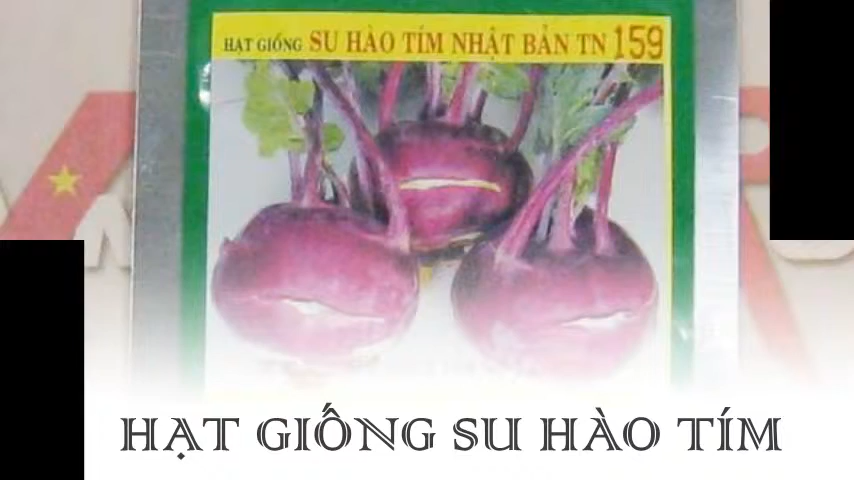 HẠT GIỐNG SU HÀO TÍM NHẬT BẢN TN 159
HẠT GIỐNG SU HÀO TÍM